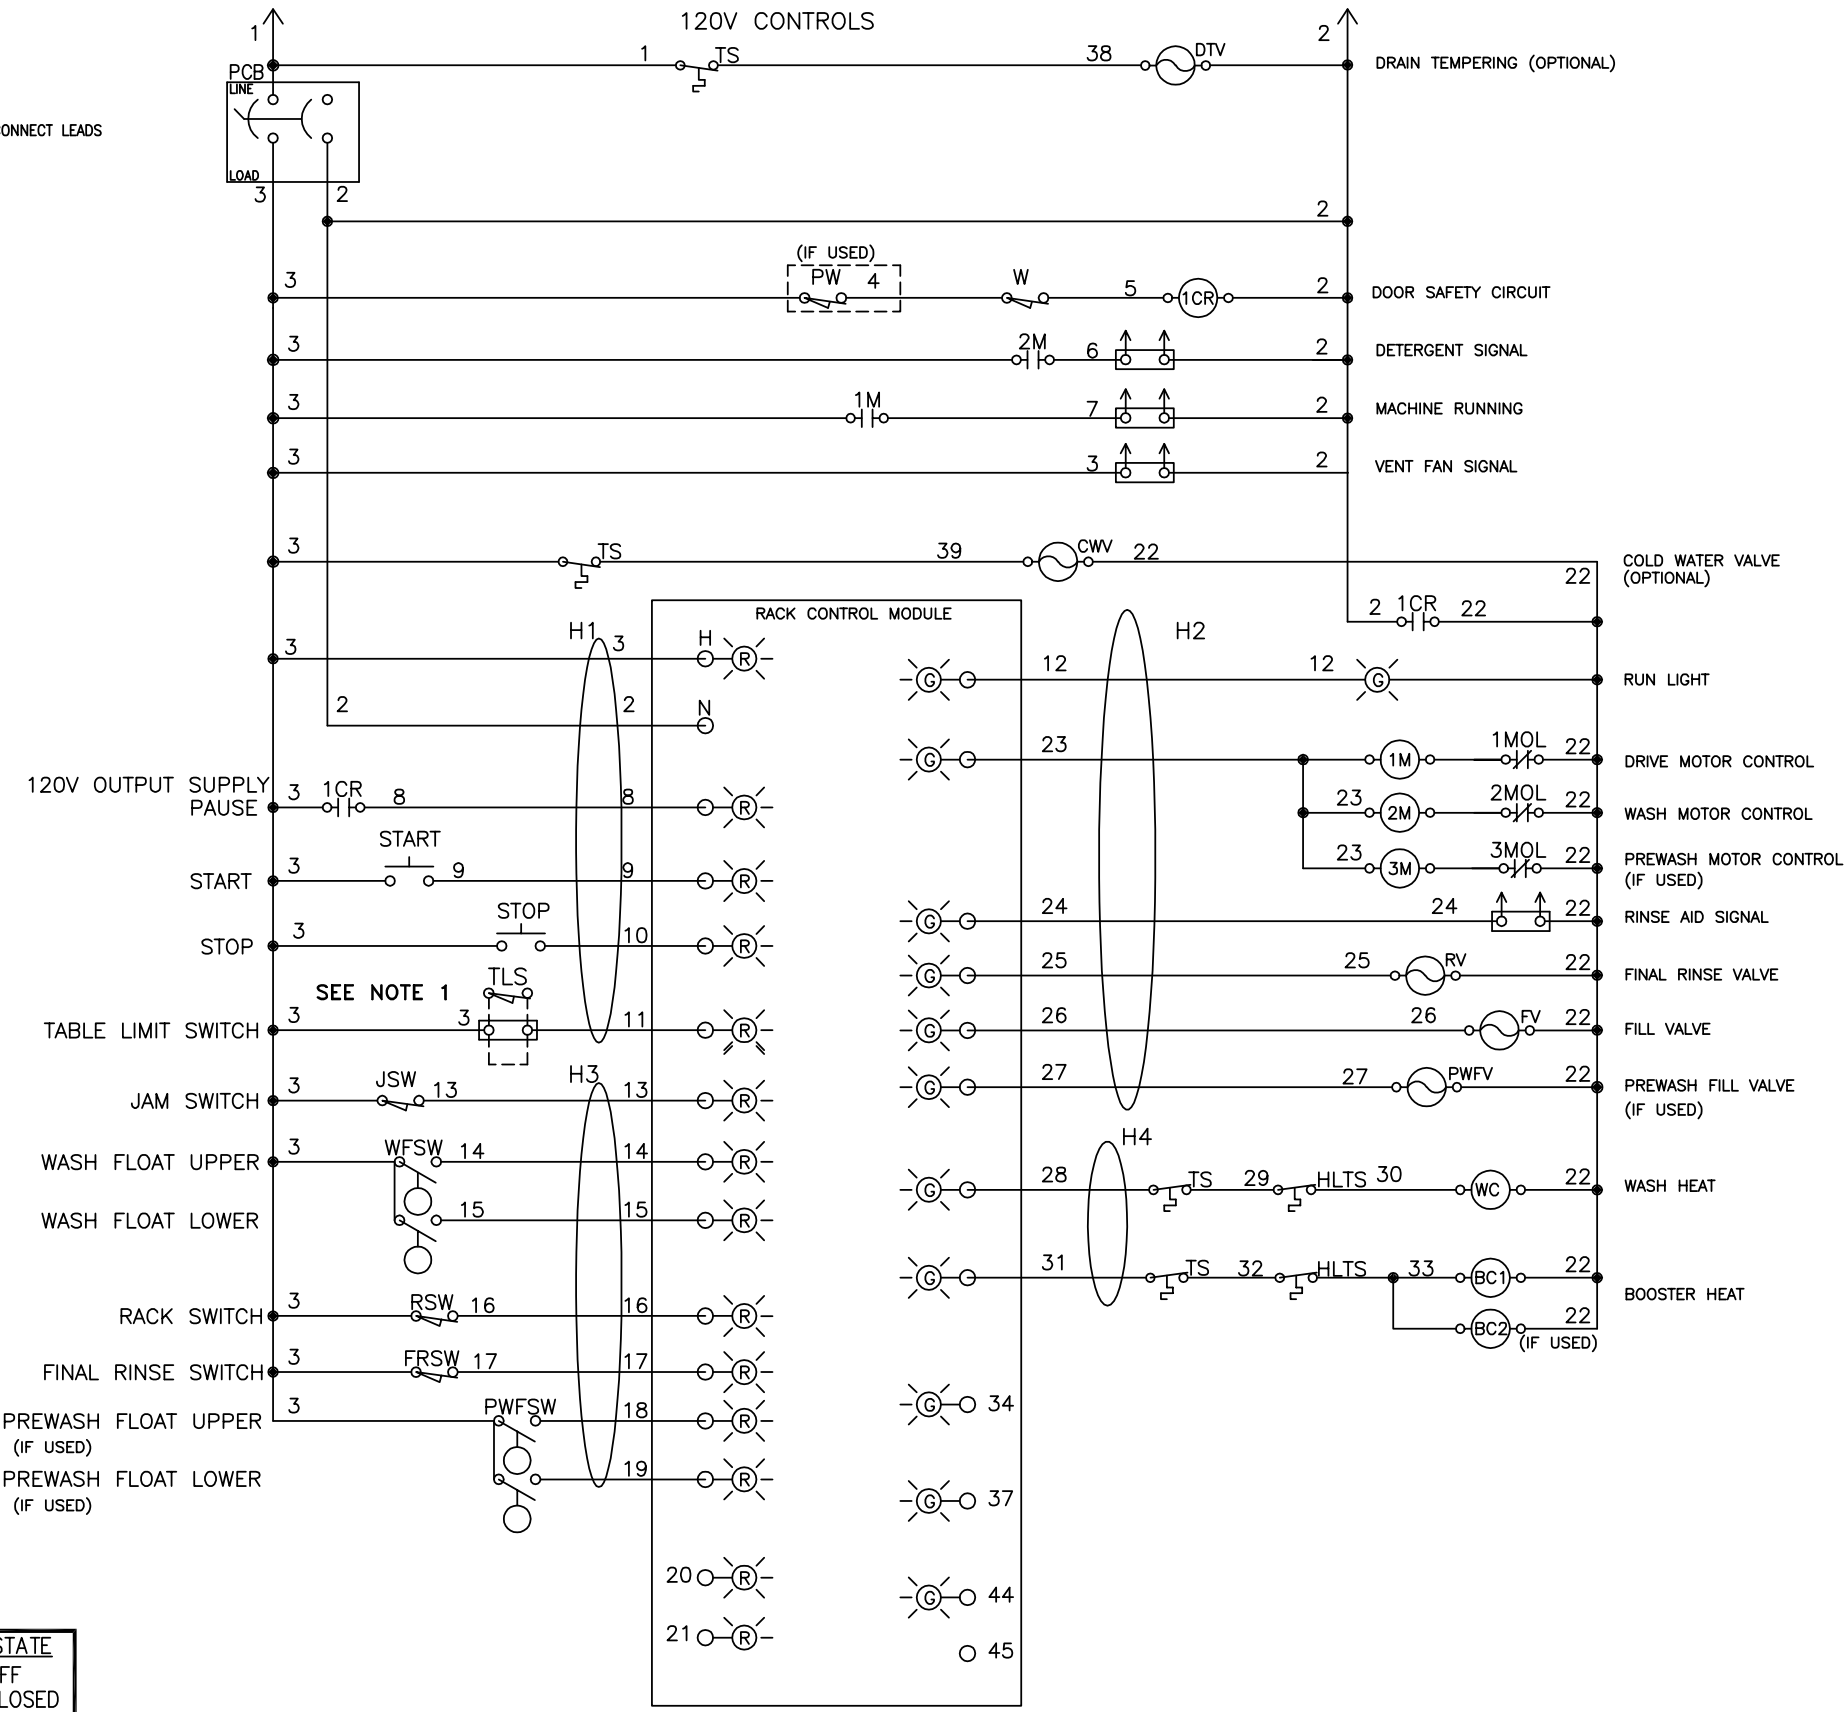 120V CONTROLS
1 1 TS 38 DTV 2 DRAIN TEMPERING (OPTIONAL)
PCB
LINE
ONNECT LEADS
LOAD
3 2
2
(IF USED)
3 PW 4 W 5 1CR 2 DOOR SAFETY CIRCUIT
3 2M 6 2 DETERGENT SIGNAL
3 1M 7 2 MACHINE RUNNING
3 3 2 VENT FAN SIGNAL
3 TS 39 CWV 22 COLD WATER VALVE
22 (OPTIONAL)
2 1CR 22
RACK CONTROL MODULE
H1 H2
3 3 H R
G 12 12 G RUN LIGHT
2 2 N
G 23 1M 1MOL 22 DRIVE MOTOR CONTROL
120V OUTPUT SUPPLY
PAUSE 3 1CR 8 8 R
23 2M 2MOL 22 WASH MOTOR CONTROL
START
START 3 9 9 R
23 3M 3MOL 22 PREWASH MOTOR CONTROL
(IF USED)
STOP
STOP 3 10 R
G 24 24 22 RINSE AID SIGNAL
G 25 25 RV 22 FINAL RINSE VALVE
SEE NOTE 1 TLS
TABLE LIMIT SWITCH 3 3 11 R
G 26 26 FV 22 FILL VALVE
H3
JAM SWITCH 3 JSW 13 13 R
G 27 27 PWFV 22 PREWASH FILL VALVE
(IF USED)
H4
WASH FLOAT UPPER 3 WFSW 14 14 R
G 28 TS 29 HLTS 30 WC 22 WASH HEAT
WASH FLOAT LOWER 15 15 R
G 31 TS 32 HLTS 33 BC1 22
BOOSTER HEAT
BC2 22
(IF USED)
RACK SWITCH 3 RSW 16 16 R
FINAL RINSE SWITCH 3 FRSW 17 17 R
G 34
PREWASH FLOAT UPPER 3 PWFSW 18 R
(IF USED)
PREWASH FLOAT LOWER 19 R
(IF USED)
G 37
20 R
G 44
21 R
45
STATE
FF
LOSED